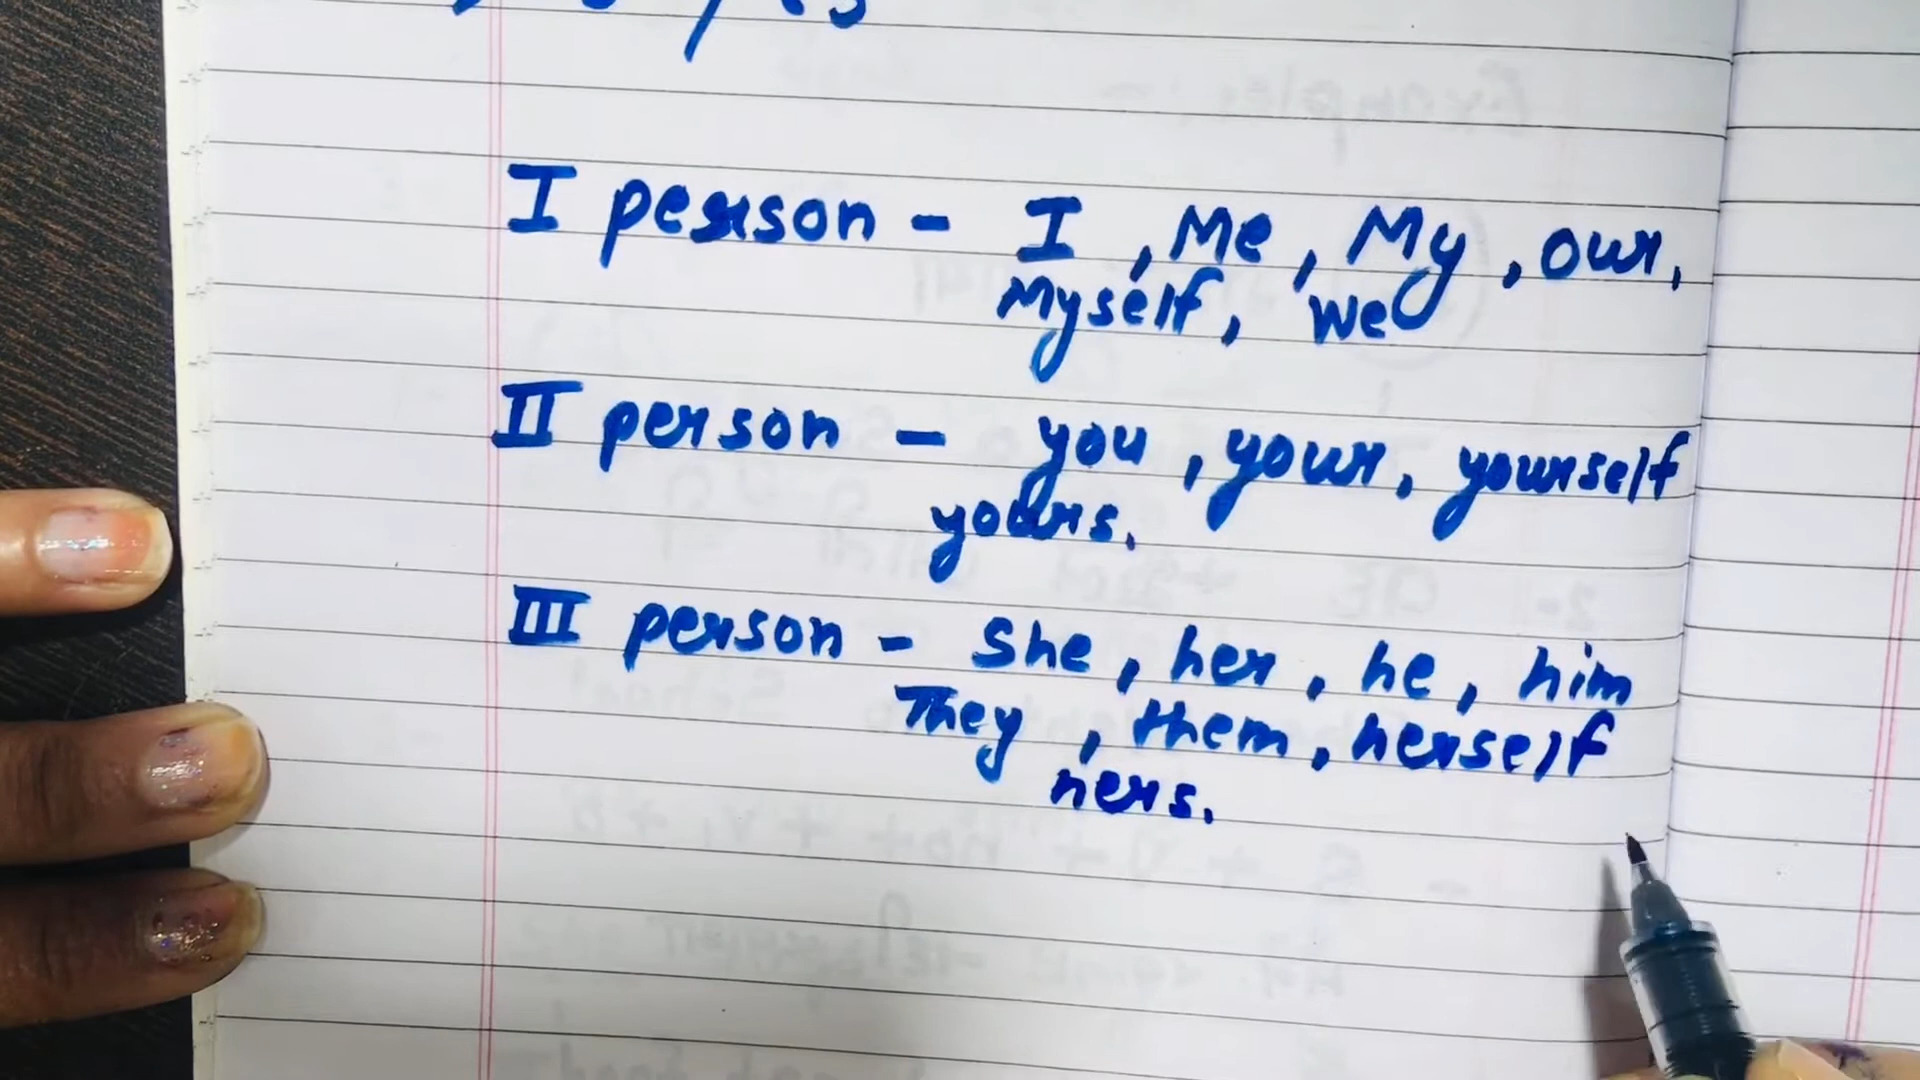 I person - I, Me, My, our,
Myself, we
II person - you, your, yourself
yours.
III person - She, her, he, him
They, them, herself
hers.